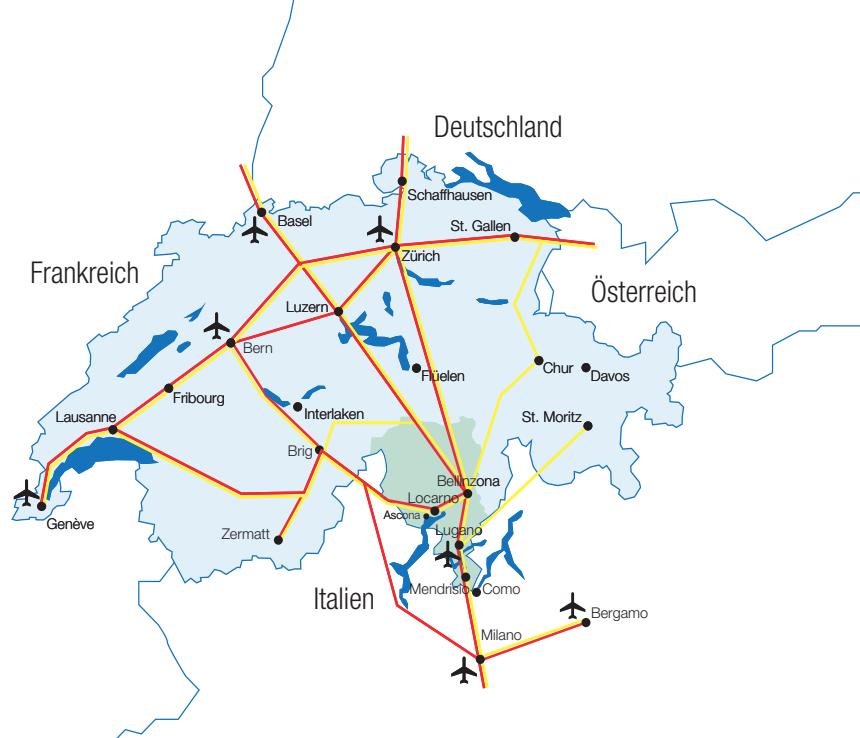 Deutschland
Schaffhausen
Basel
St. Gallen
Zürich
Frankreich
Österreich
Luzern
Bern
Flüelen
Chur
Davos
Fribourg
Interlaken
Lausanne
St. Moritz
Brig
Bellinzona
Locarno
Ascona
Genève
Zermatt
Lugano
Mendrisio
Como
Italien
Bergamo
Milano